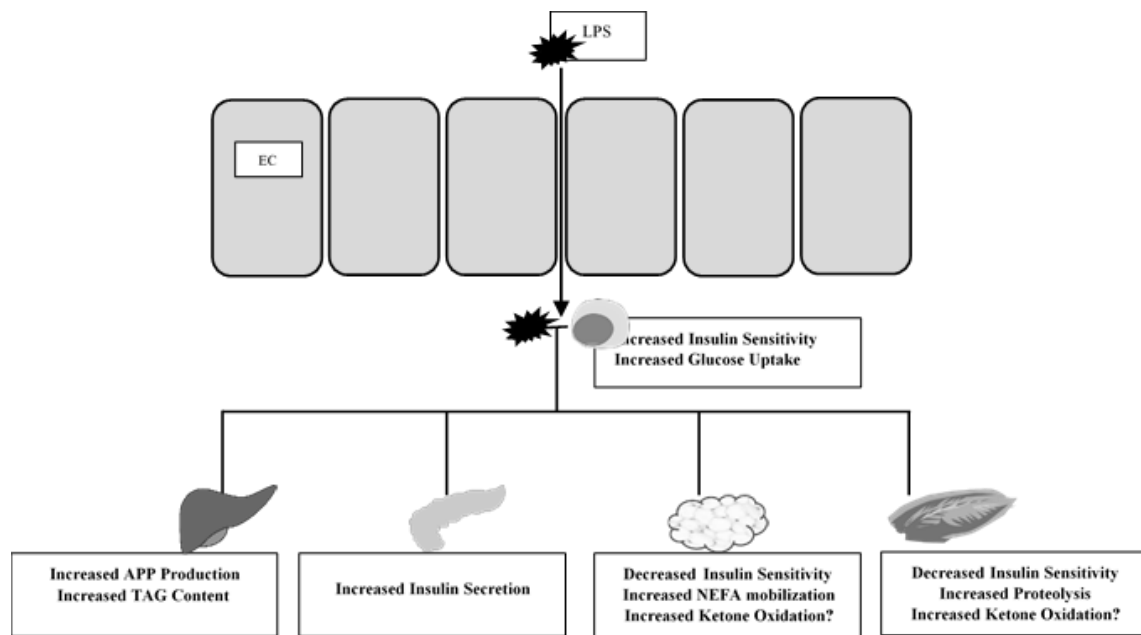 LPS
EC
Increased Insulin Sensitivity
Increased Glucose Uptake
Increased APP Production
Increased TAG Content
Increased Insulin Secretion
Decreased Insulin Sensitivity
Increased NEFA mobilization
Increased Ketone Oxidation?
Decreased Insulin Sensitivity
Increased Proteolysis
Increased Ketone Oxidation?